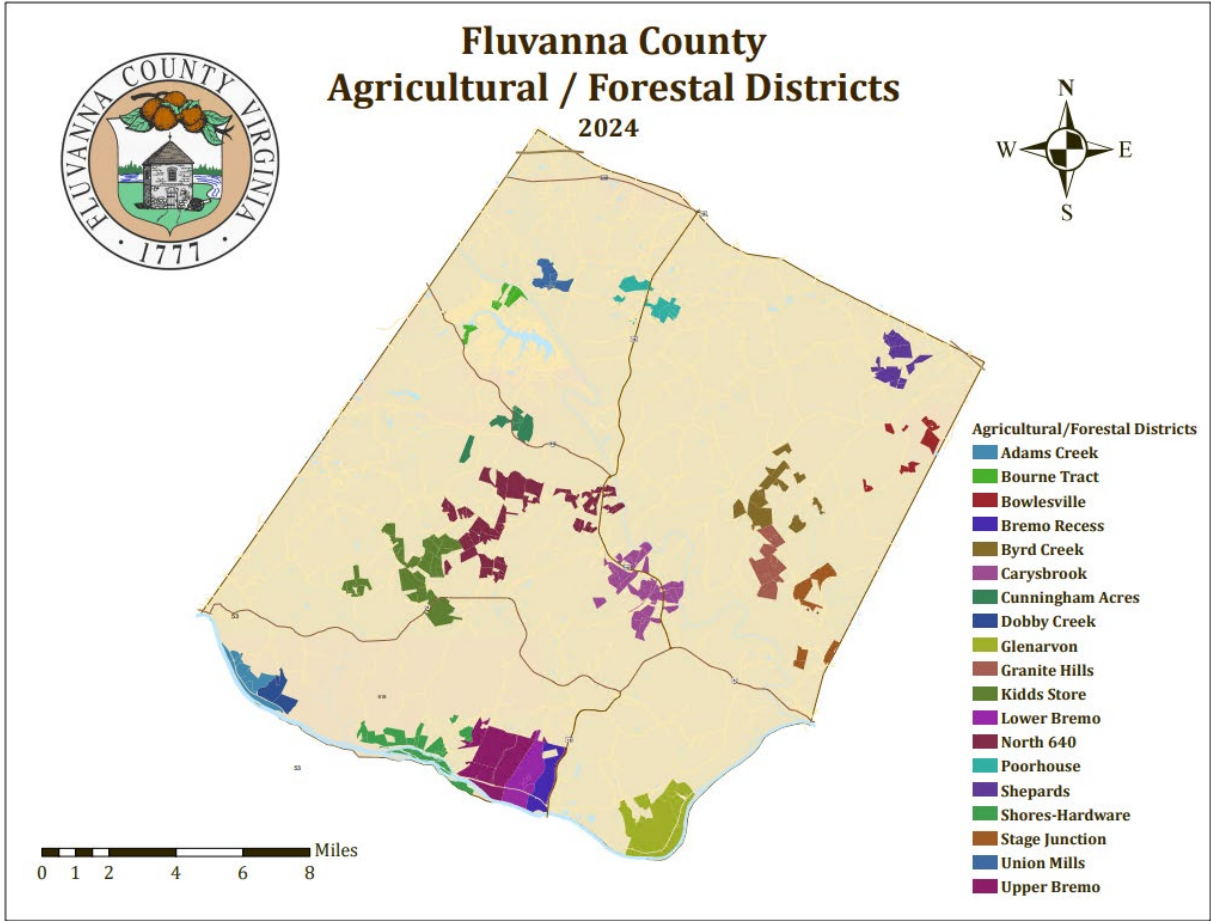 Fluvanna County
Agricultural / Forestal Districts
2024
FLUVANNA COUNTY VIRGINIA
· 1777 ·
N
W E
S
53
53
Agricultural/Forestal Districts
Adams Creek
Bourne Tract
Bowlesville
Bremo Recess
Byrd Creek
Carysbrook
Cunningham Acres
Dobby Creek
Glenarvon
Granite Hills
Kidds Store
Lower Bremo
North 640
Poorhouse
Shepards
Shores-Hardware
Stage Junction
Union Mills
Upper Bremo
Miles
0 1 2 4 6 8